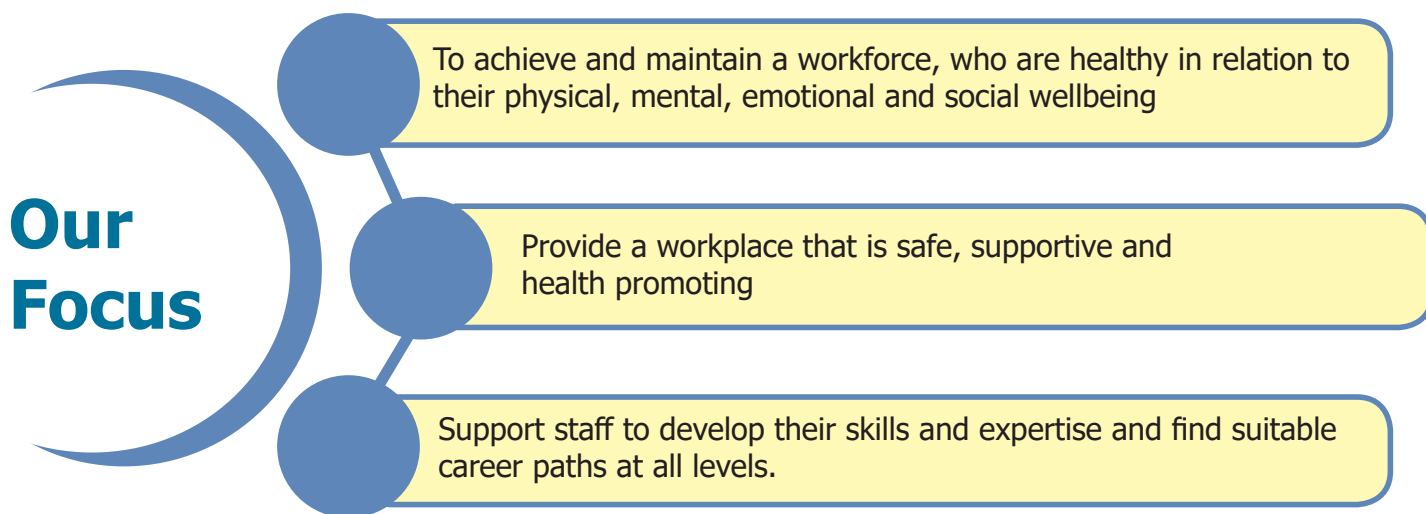 Our
Focus
To achieve and maintain a workforce, who are healthy in relation to
their physical, mental, emotional and social wellbeing
Provide a workplace that is safe, supportive and
health promoting
Support staff to develop their skills and expertise and find suitable
career paths at all levels.